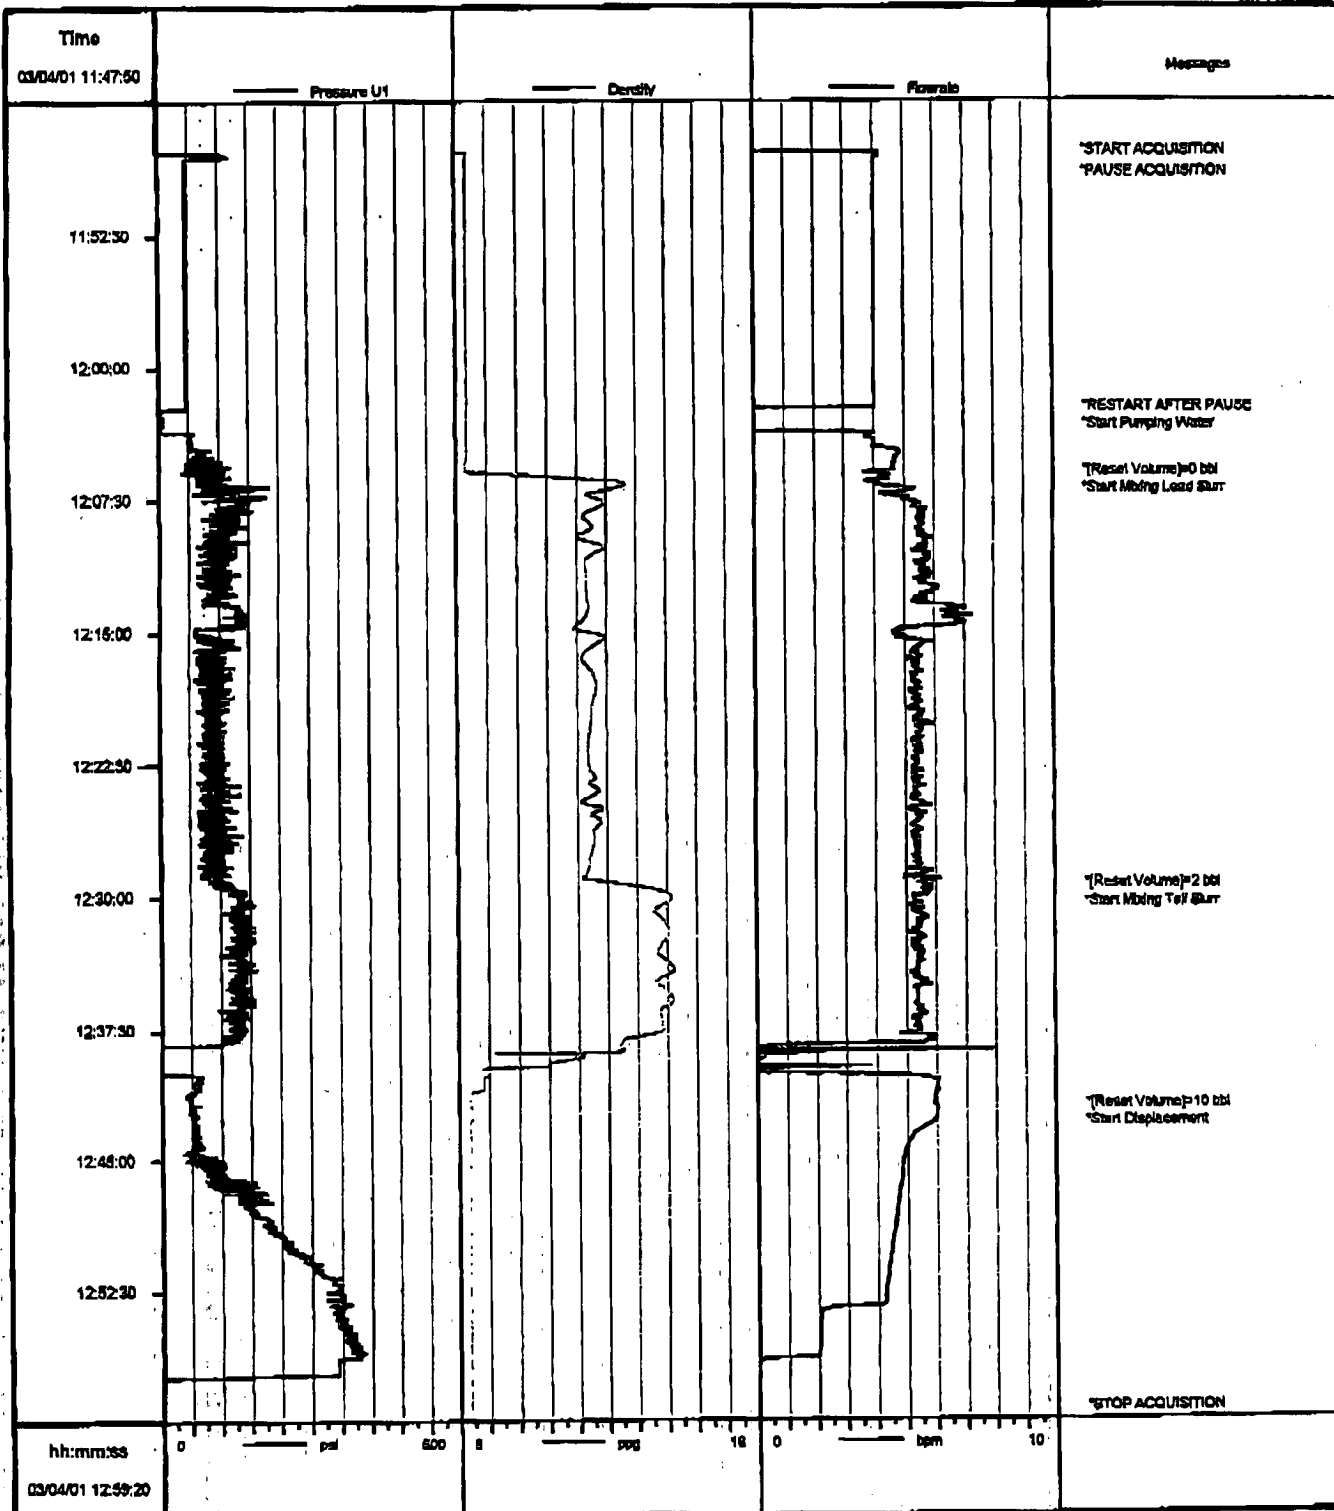 Time
03/04/01 11:47:50
Pressure U1
Density
Flowrate
Messages
*START ACQUISITION
*PAUSE ACQUISITION
11:52:30
12:00:00
*RESTART AFTER PAUSE
*Start Pumping Water
*[Reset Volume]=0 bbl
*Start Mixing Lead Slurr
12:07:30
12:15:00
12:22:30
*[Reset Volume]=2 bbl
*Start Mixing Tail Slurr
12:30:00
12:37:30
*[Reset Volume]=10 bbl
*Start Displacement
12:45:00
12:52:30
*STOP ACQUISITION
hh:mm:ss
0 psi 600
8 ppg 18
0 bpm 10
03/04/01 12:59:20